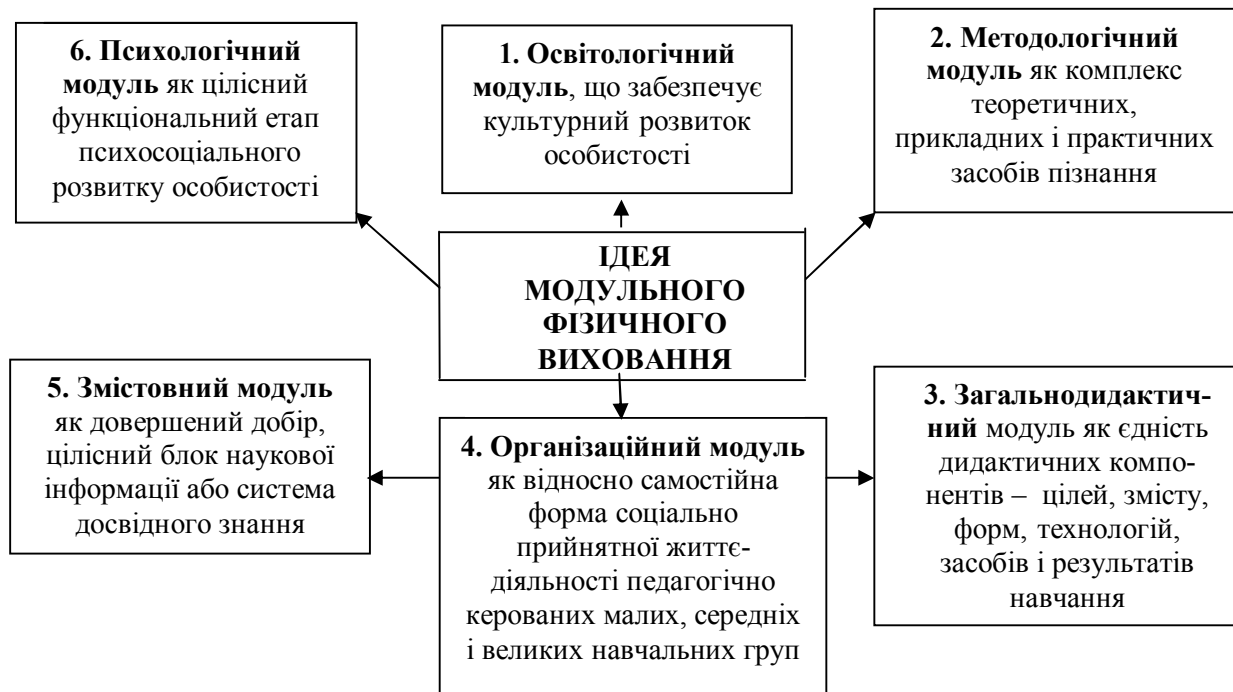 6. Психологічний
модуль як цілісний
функціональний етап
психосоціального
розвитку особистості
1. Освітологічний
модуль, що забезпечує
культурний розвиток
особистості
2. Методологічний
модуль як комплекс
теоретичних,
прикладних і практичних
засобів пізнання
ІДЕЯ
МОДУЛЬНОГО
ФІЗИЧНОГО
ВИХОВАННЯ
5. Змістовний модуль
як довершений добір,
цілісний блок наукової
інформації або система
досвідного знання
4. Організаційний модуль
як відносно самостійна
форма соціально
прийнятної життє-
діяльності педагогічно
керованих малих, середніх
і великих навчальних груп
3. Загальнодидактич-
ний модуль як єдність
дидактичних компо-
нентів – цілей, змісту,
форм, технологій,
засобів і результатів
навчання